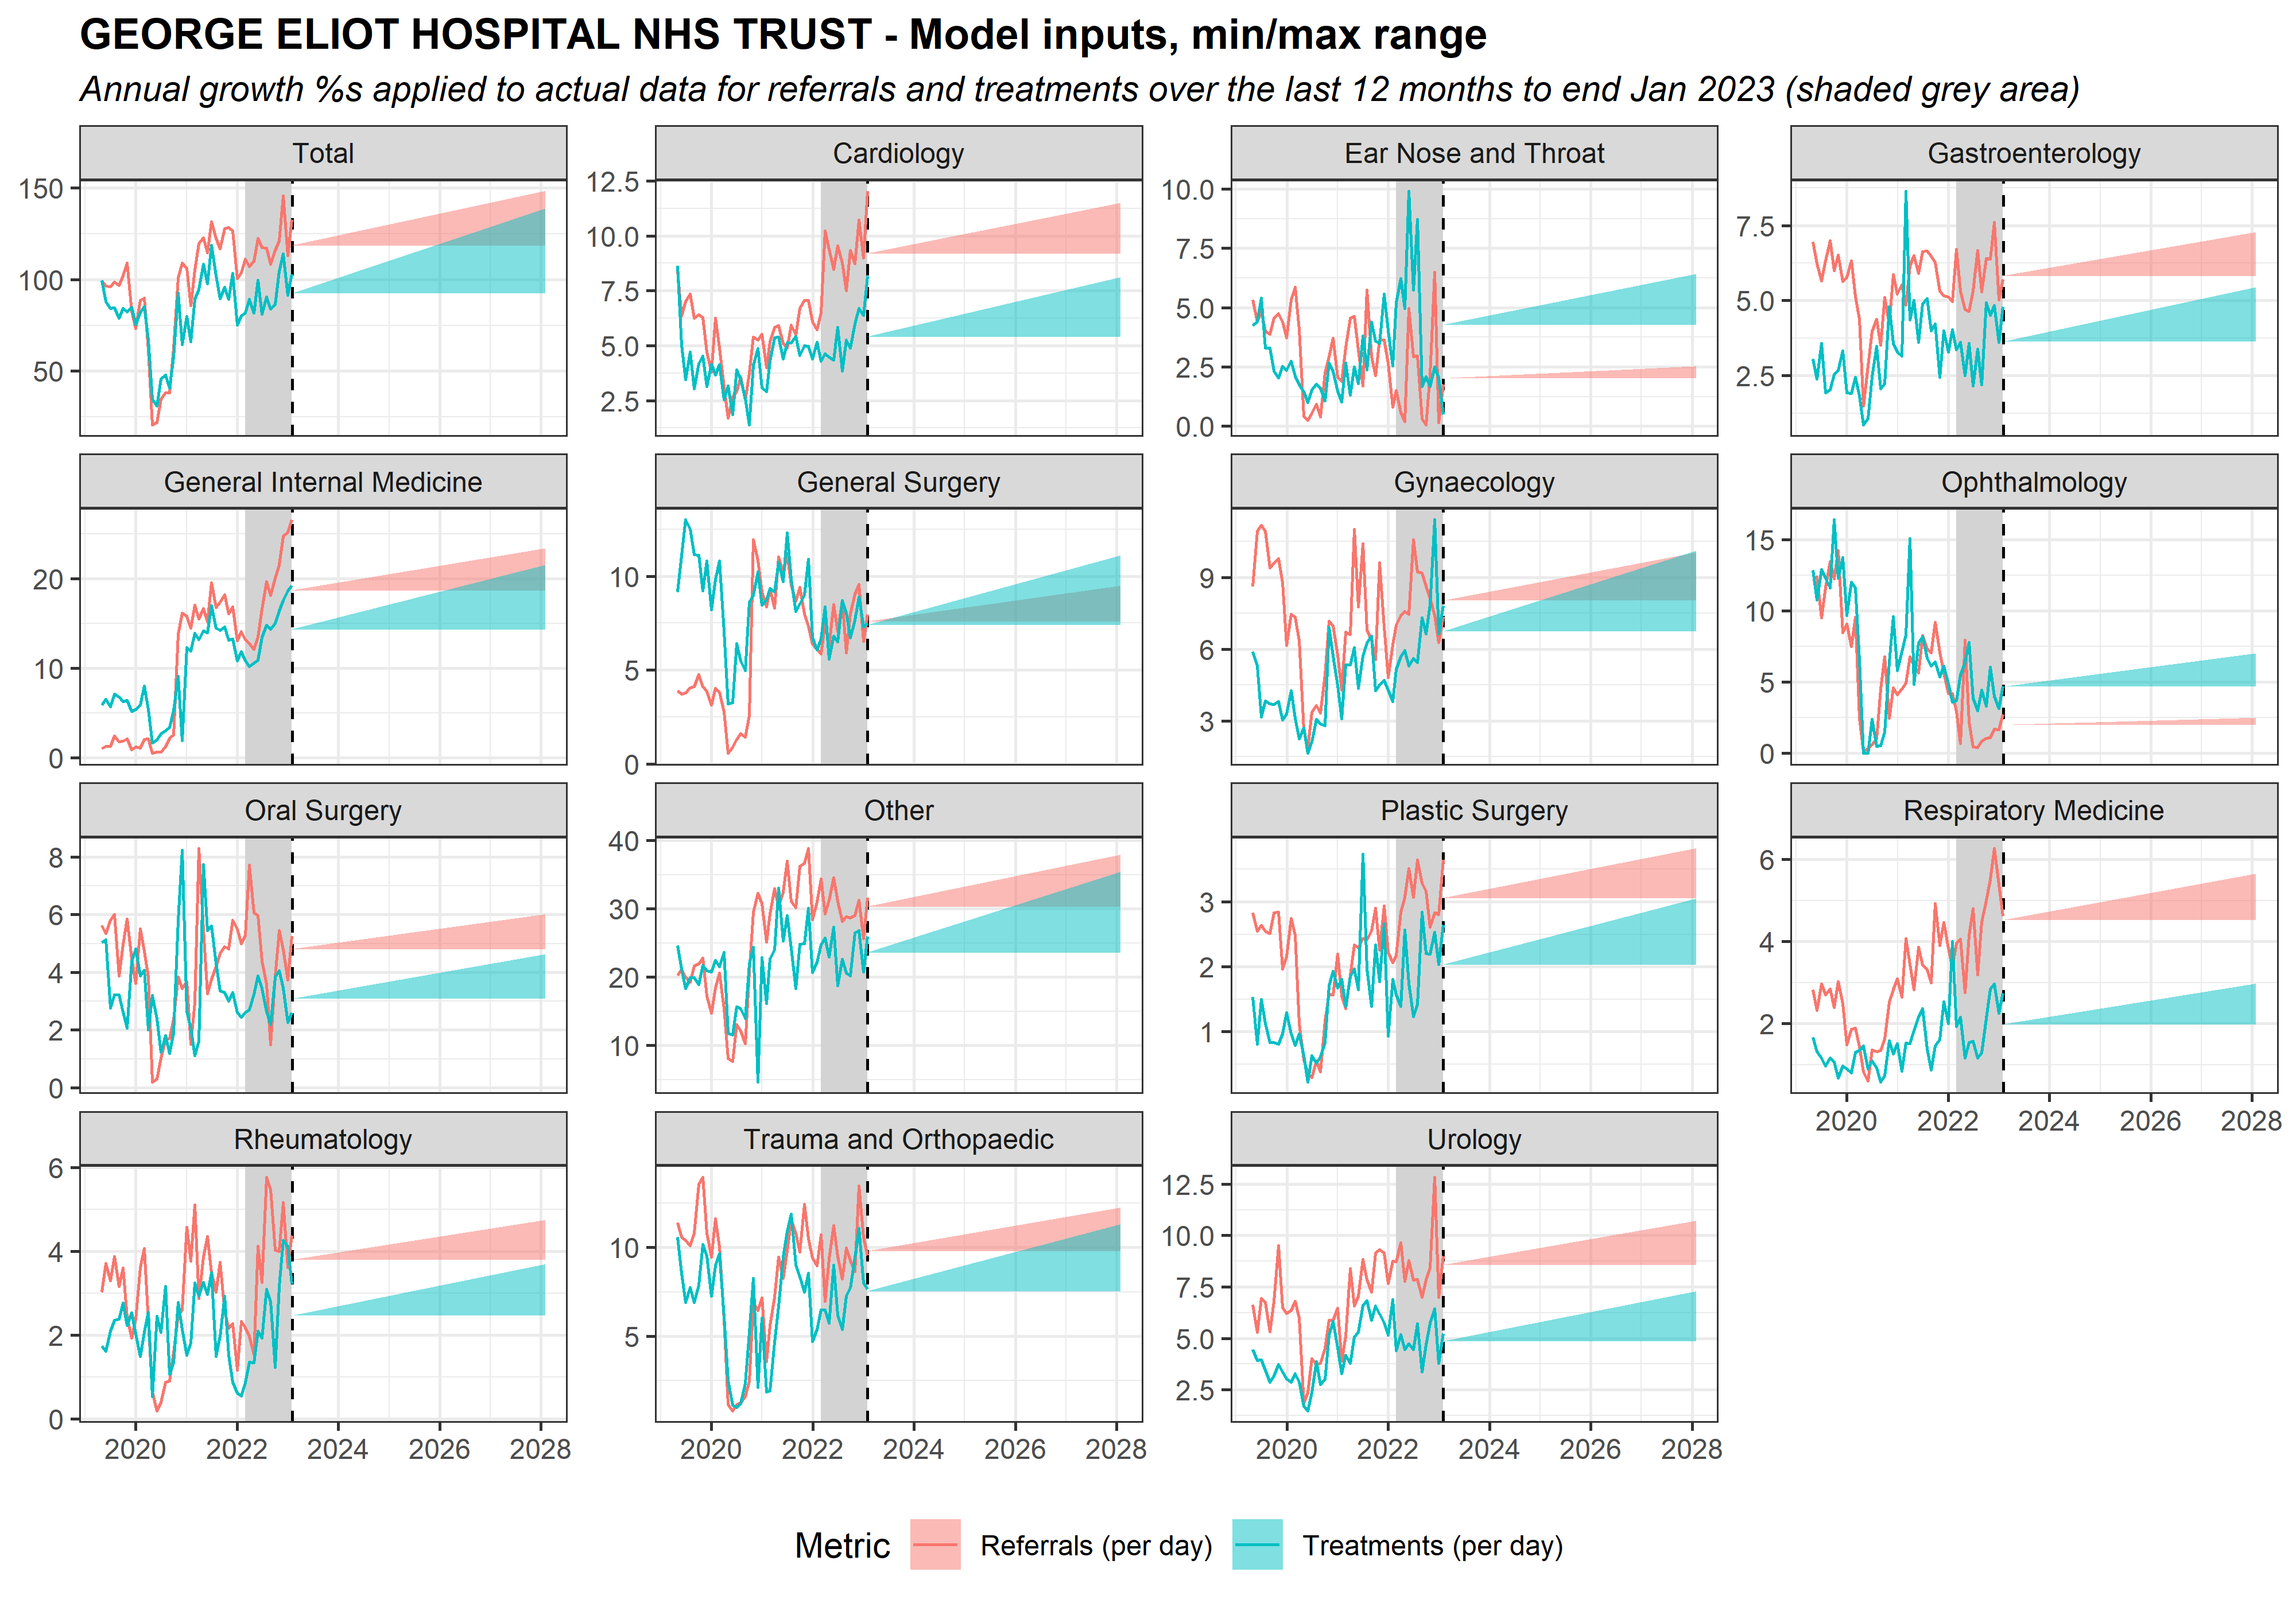 GEORGE ELIOT HOSPITAL NHS TRUST - Model inputs, min/max range
Annual growth %s applied to actual data for referrals and treatments over the last 12 months to end Jan 2023 (shaded grey area)
Total
150
100
50
Cardiology
12.5
10.0
7.5
5.0
2.5
Ear Nose and Throat
10.0
7.5
5.0
2.5
0.0
Gastroenterology
7.5
5.0
2.5
General Internal Medicine
20
10
0
General Surgery
10
5
0
Gynaecology
9
6
3
Ophthalmology
15
10
5
0
Oral Surgery
8
6
4
2
0
Other
40
30
20
10
Plastic Surgery
3
2
1
Respiratory Medicine
6
4
2
2020 2022 2024 2026 2028
Rheumatology
6
4
2
0
2020 2022 2024 2026 2028
Trauma and Orthopaedic
10
5
2020 2022 2024 2026 2028
Urology
12.5
10.0
7.5
5.0
2.5
2020 2022 2024 2026 2028
Metric Referrals (per day) Treatments (per day)